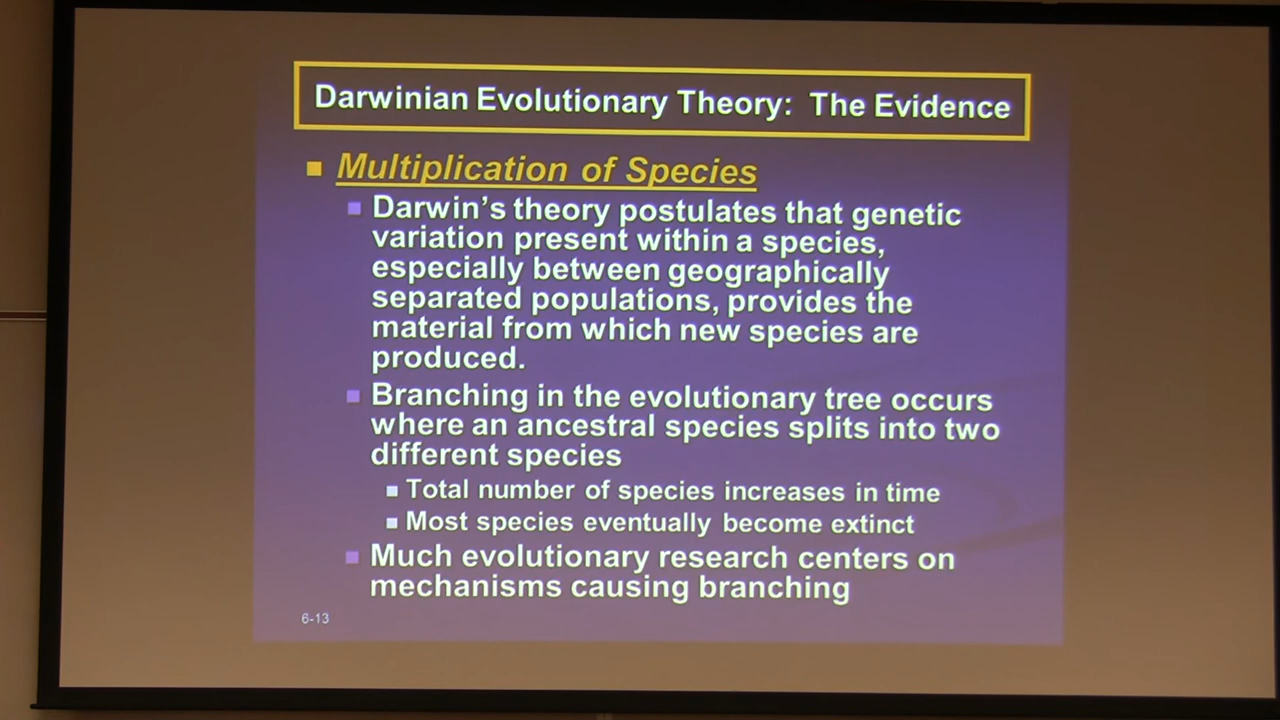 Darwinian Evolutionary Theory: The Evidence
Multiplication of Species
Darwin's theory postulates that genetic
variation present within a species,
especially between geographically
separated populations, provides the
material from which new species are
produced.
Branching in the evolutionary tree occurs
where an ancestral species splits into two
different species
Total number of species increases in time
Most species eventually become extinct
Much evolutionary research centers on
mechanisms causing branching
6-13